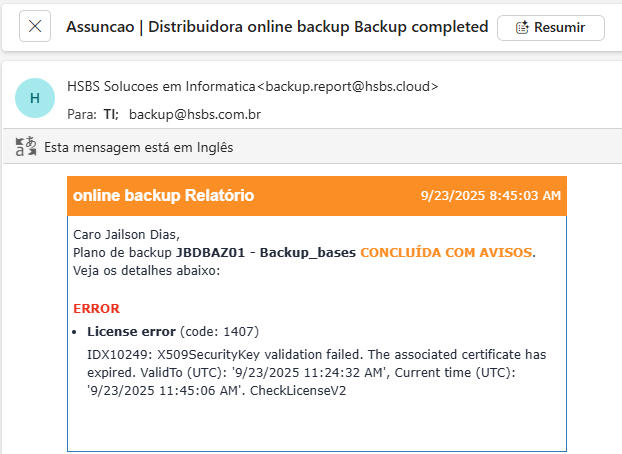 Assuncao | Distribuidora online backup Backup completed
Resumir
H
HSBS Solucoes em Informatica<backup.report@hsbs.cloud>
Para: TI; backup@hsbs.com.br
Esta mensagem está em Inglês
online backup Relatório 9/23/2025 8:45:03 AM
Caro Jailson Dias,
Plano de backup JBDBAZ01 - Backup_bases CONCLUÍDA COM AVISOS.
Veja os detalhes abaixo:
ERROR
• License error (code: 1407)
IDX10249: X509SecurityKey validation failed. The associated certificate has
expired. ValidTo (UTC): '9/23/2025 11:24:32 AM', Current time (UTC):
'9/23/2025 11:45:06 AM'. CheckLicenseV2